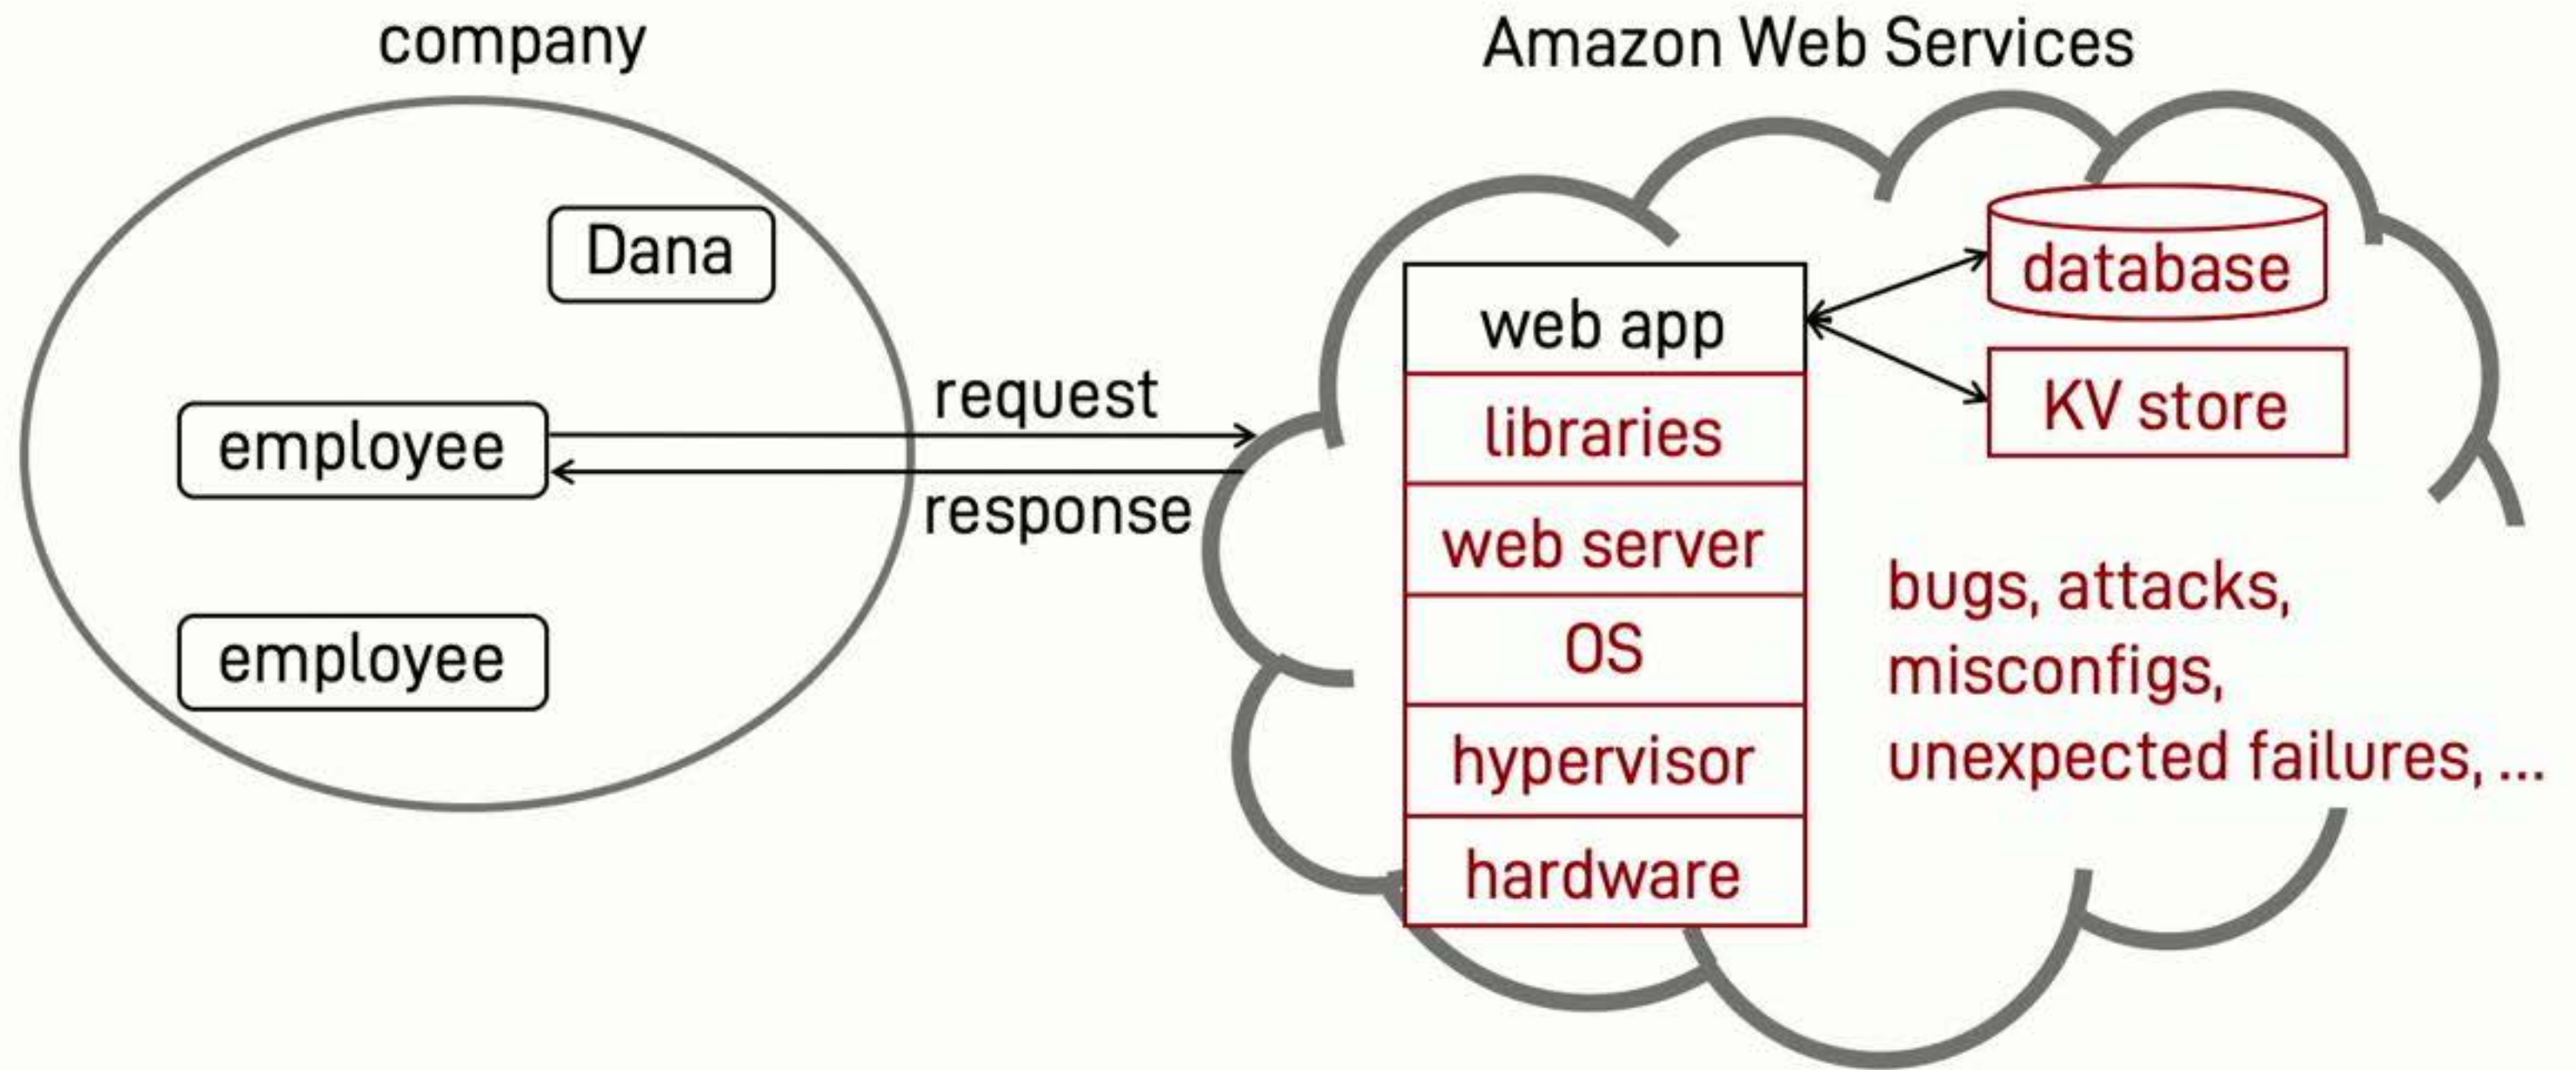 company
Amazon Web Services
Dana
employee
employee
request
response
web app
libraries
web server
OS
hypervisor
hardware
database
KV store
bugs, attacks,
misconfigs,
unexpected failures, ...